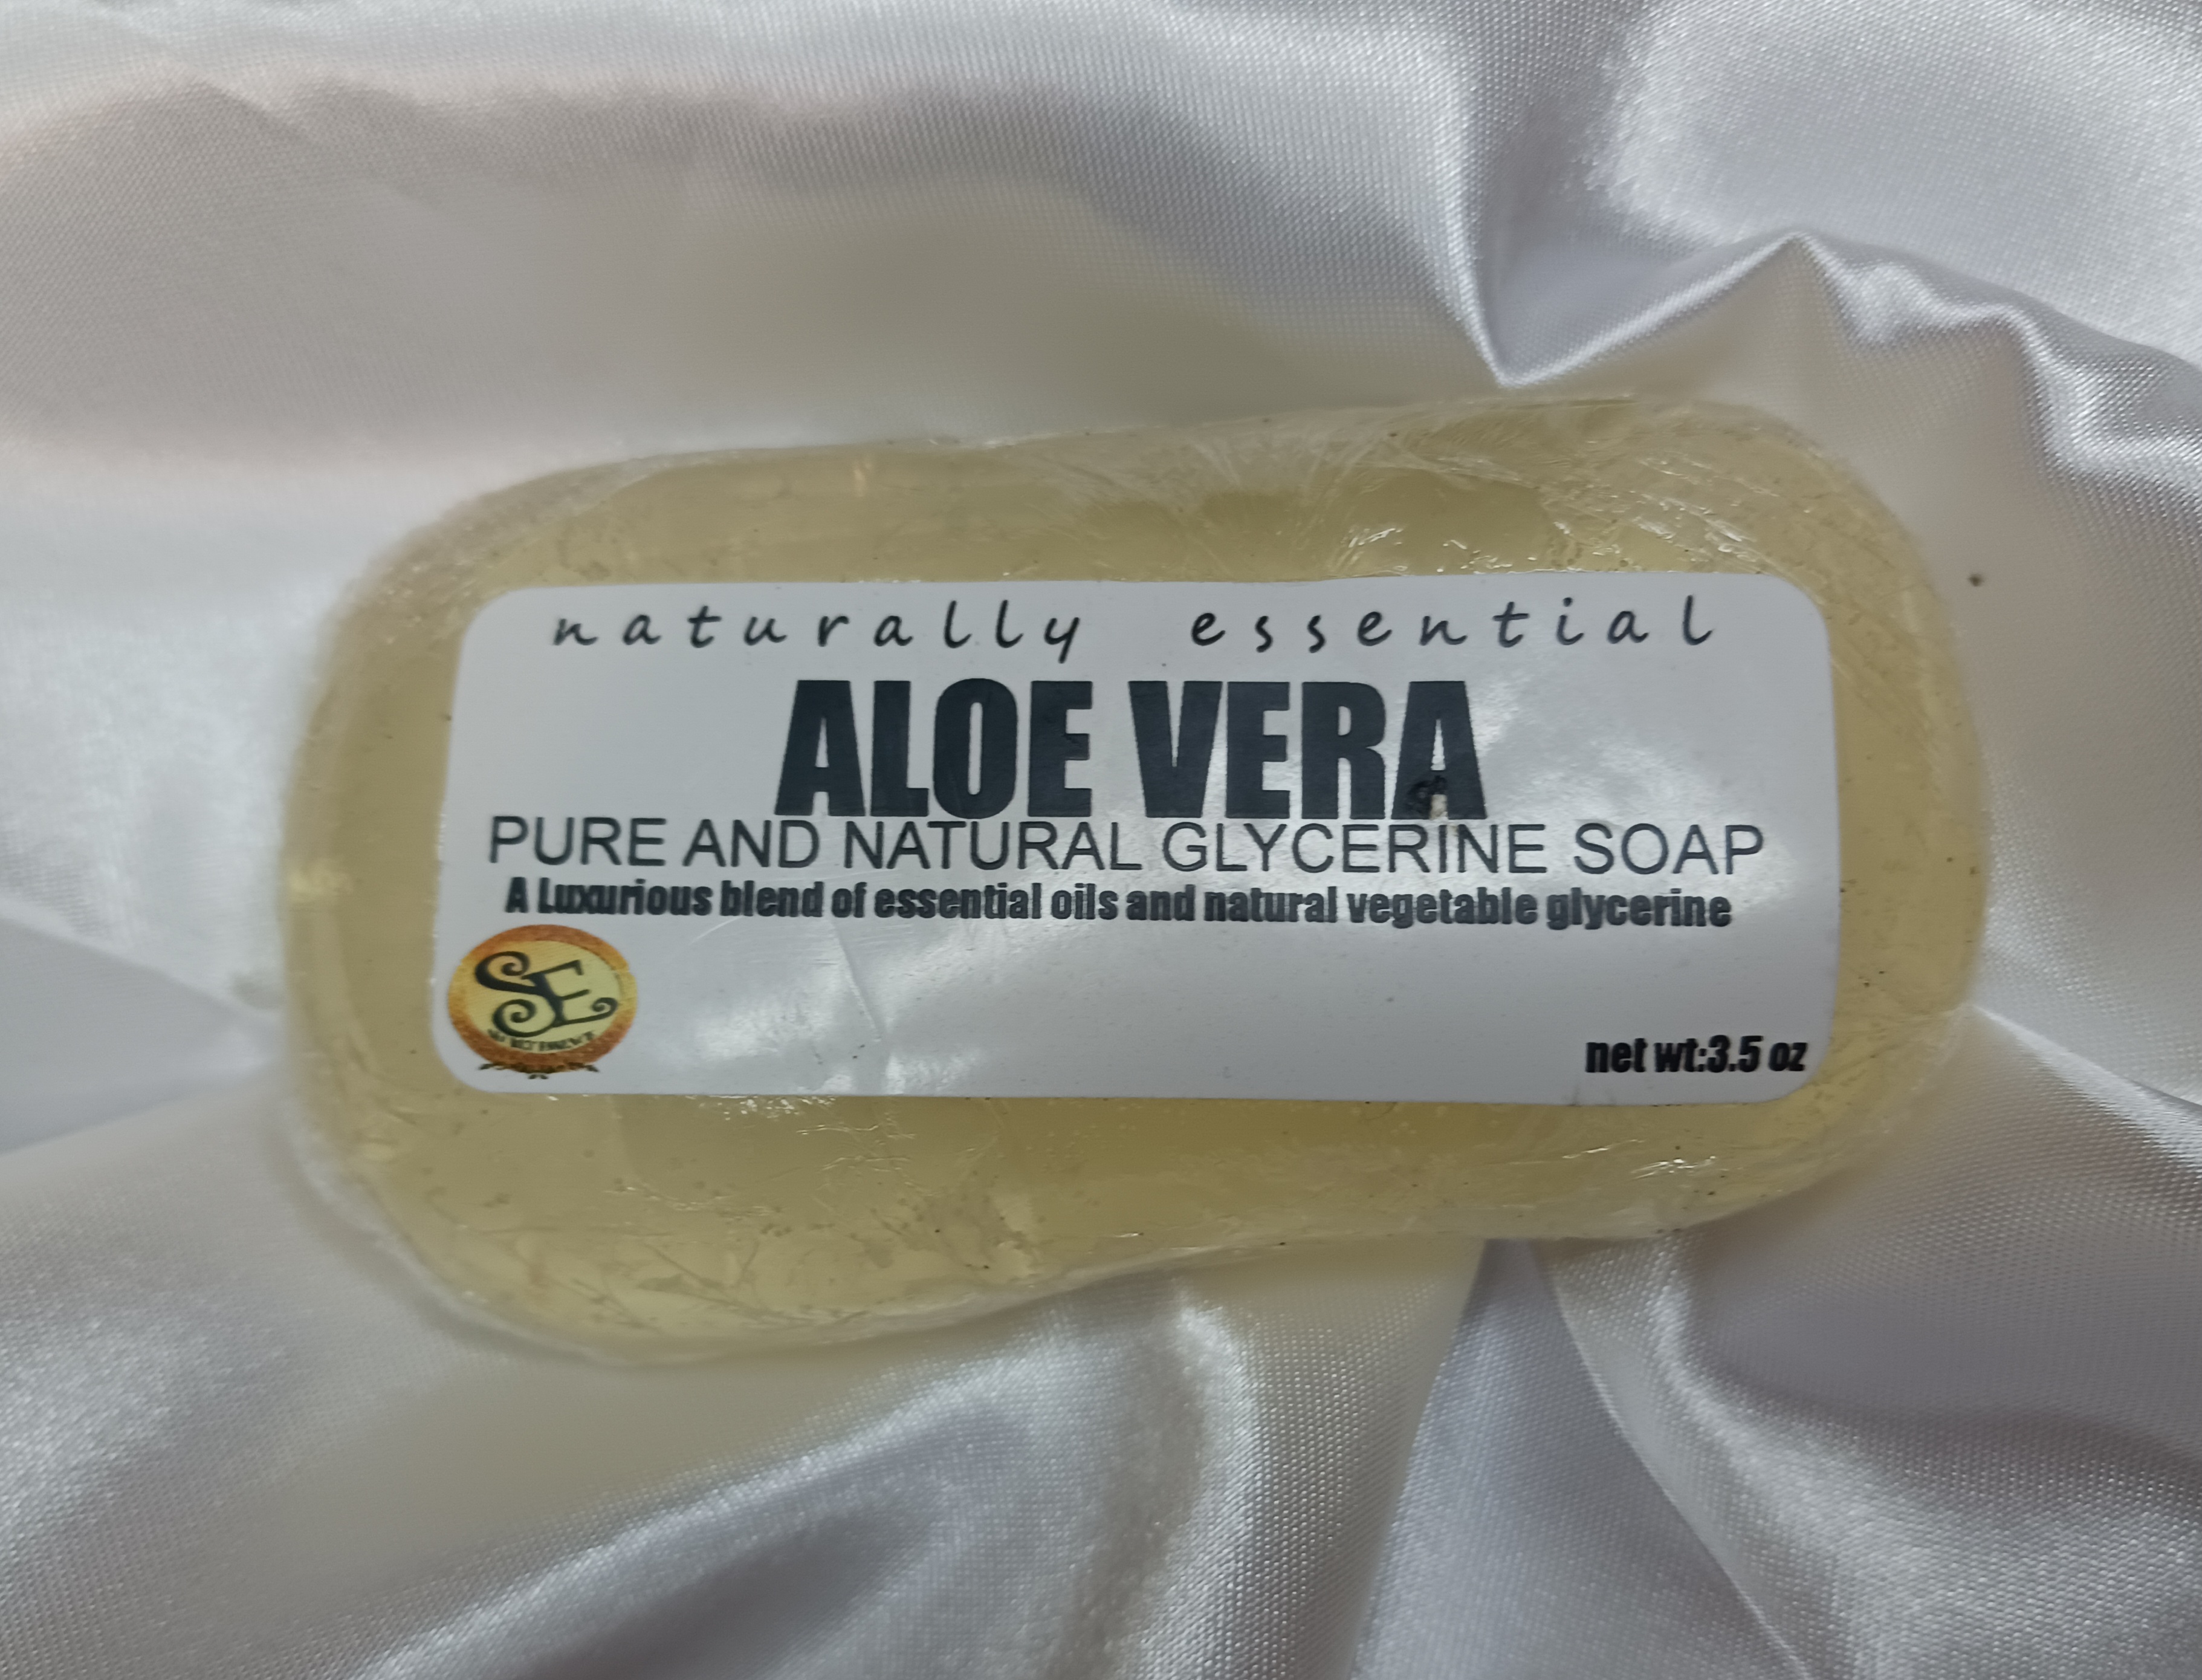 naturally essential
ALOE VERA
PURE AND NATURAL GLYCERINE SOAP
A Luxurious blend of essential oils and natural vegetable glycerine
SE
net wt:3.5 oz